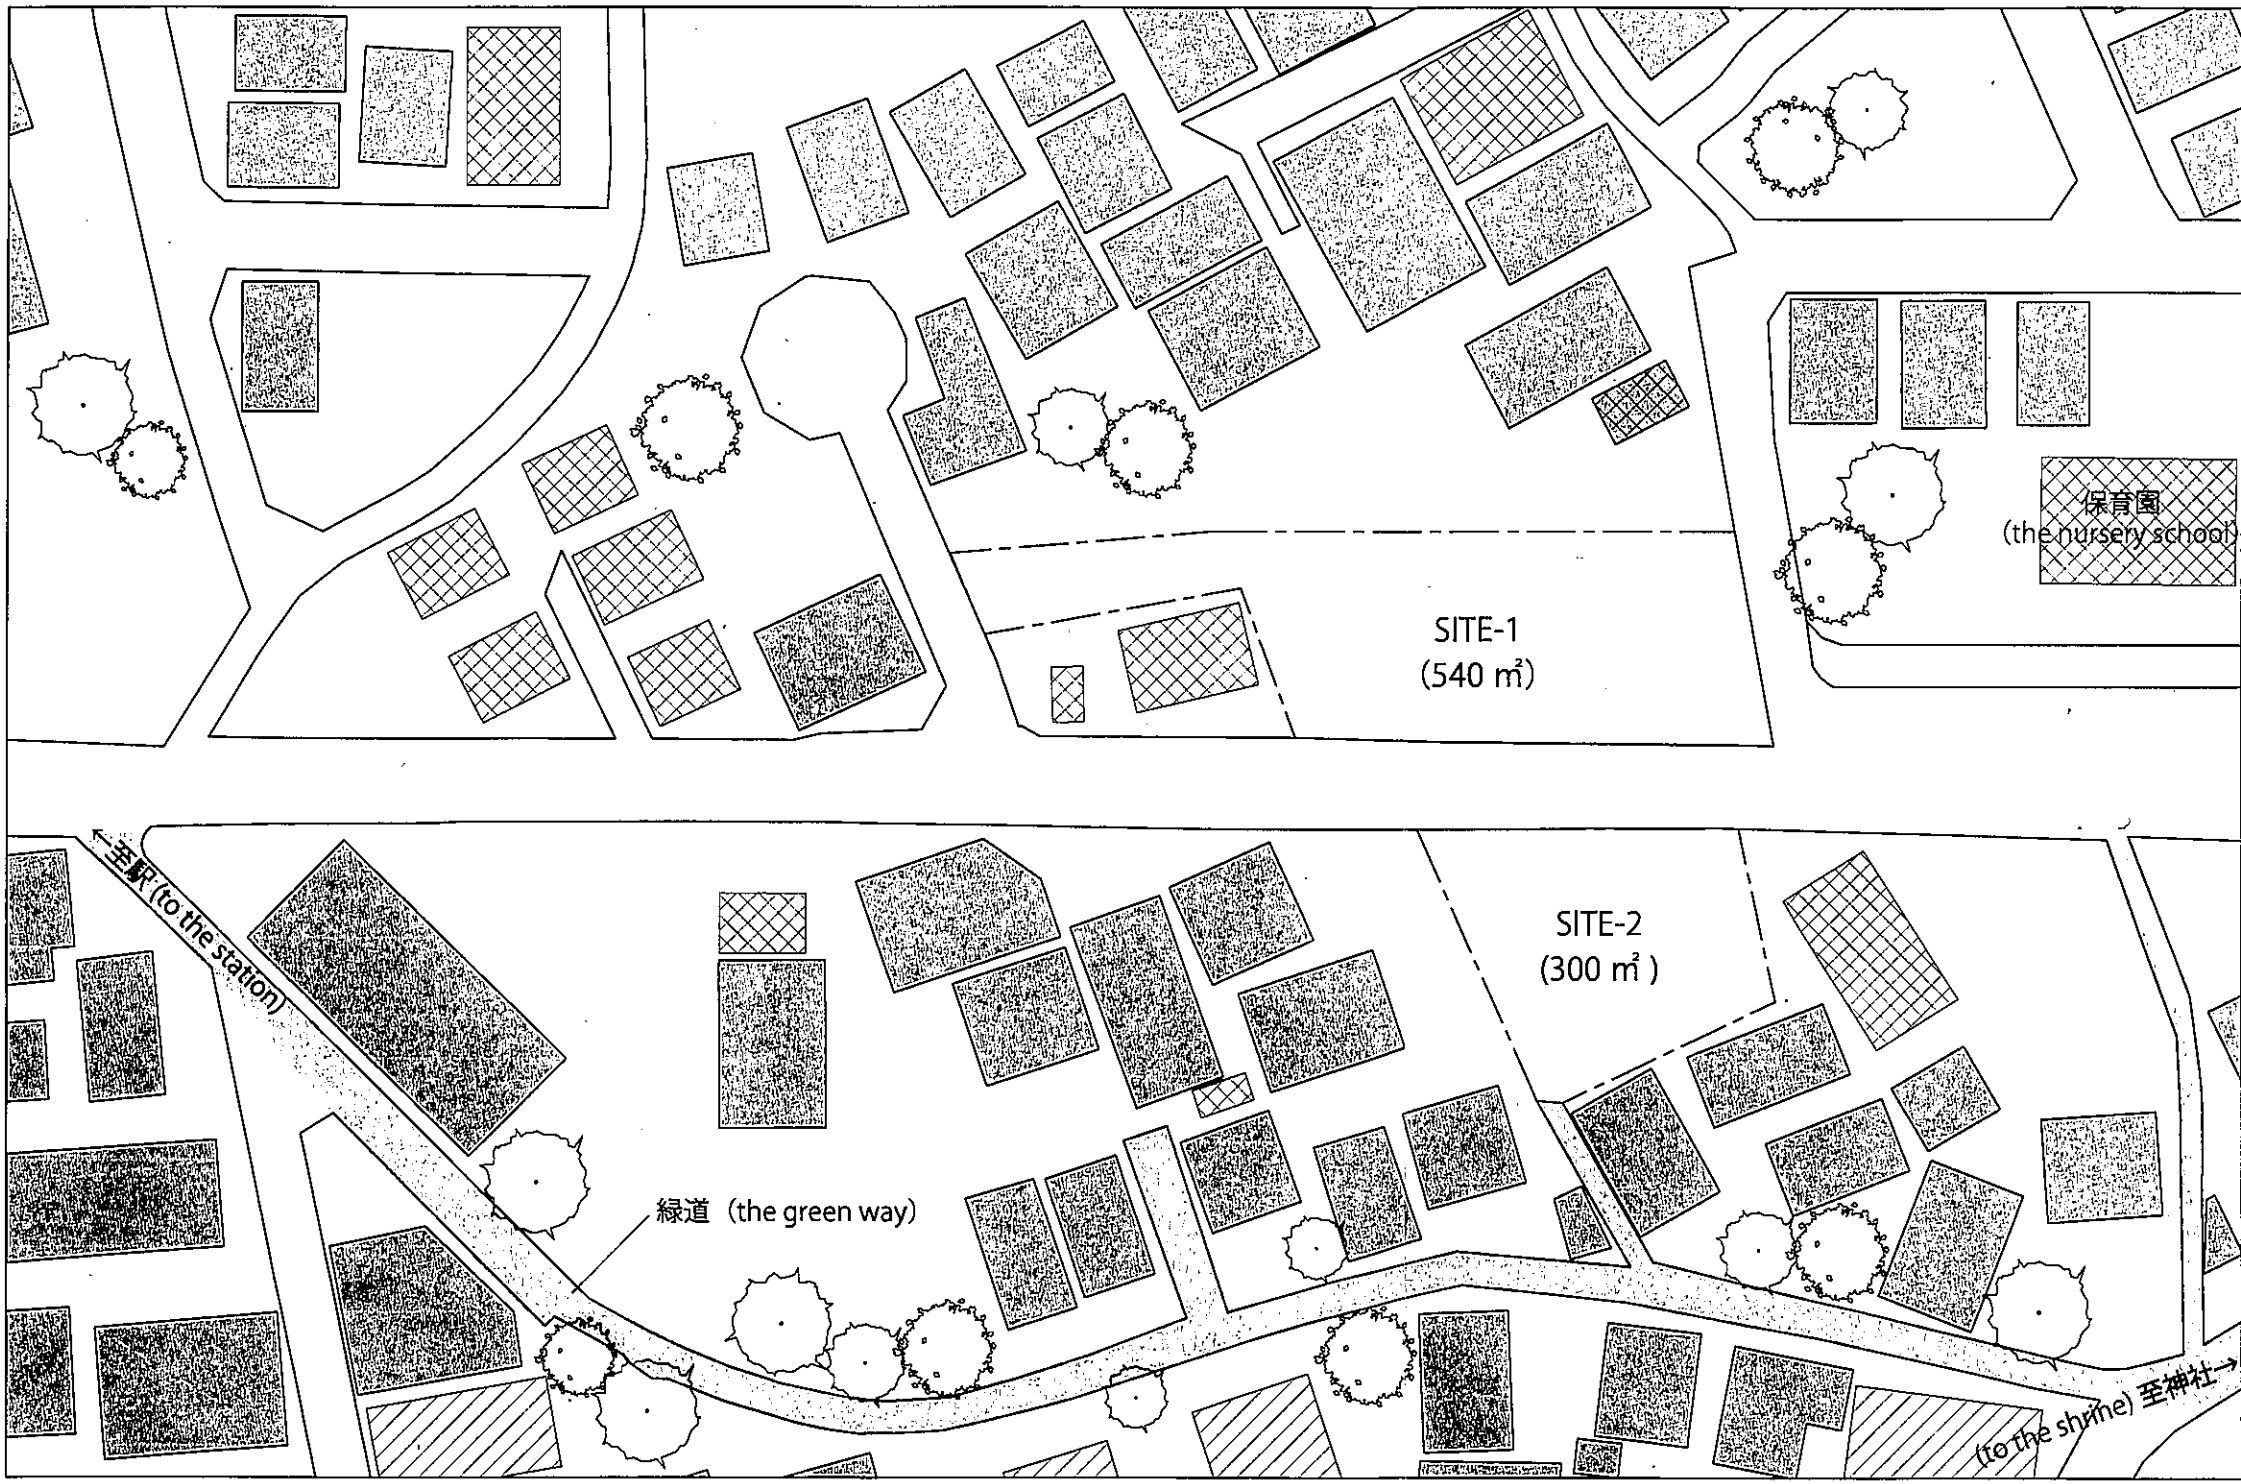 保育園
(the nursery school)
SITE-1
(540 ㎡)
←至駅 (to the station)
SITE-2
(300 ㎡ )
緑道 (the green way)
(to the shrine) 至神社→